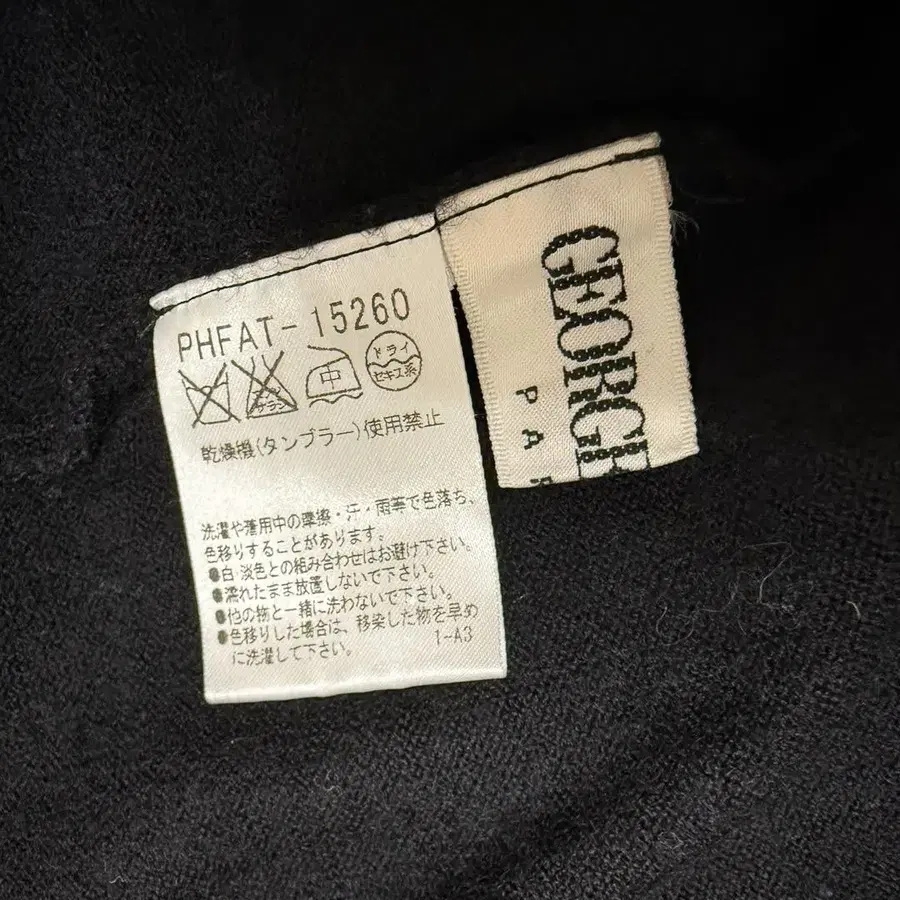 PHFAT-15260
中
ドライ
セキユ系
乾燥機(タンブラー)使用禁止
洗濯や着用中の摩擦・汗・雨等で色落ち、
色移りすることがあります。
●白・淡色との組み合わせはお避け下さい。
●濡れたまま放置しないで下さい。
●他の物と一緒に洗わないで下さい。
●色移りした場合は、移染した物を早め
に洗濯して下さい。
1-A3
GEORGE
PA